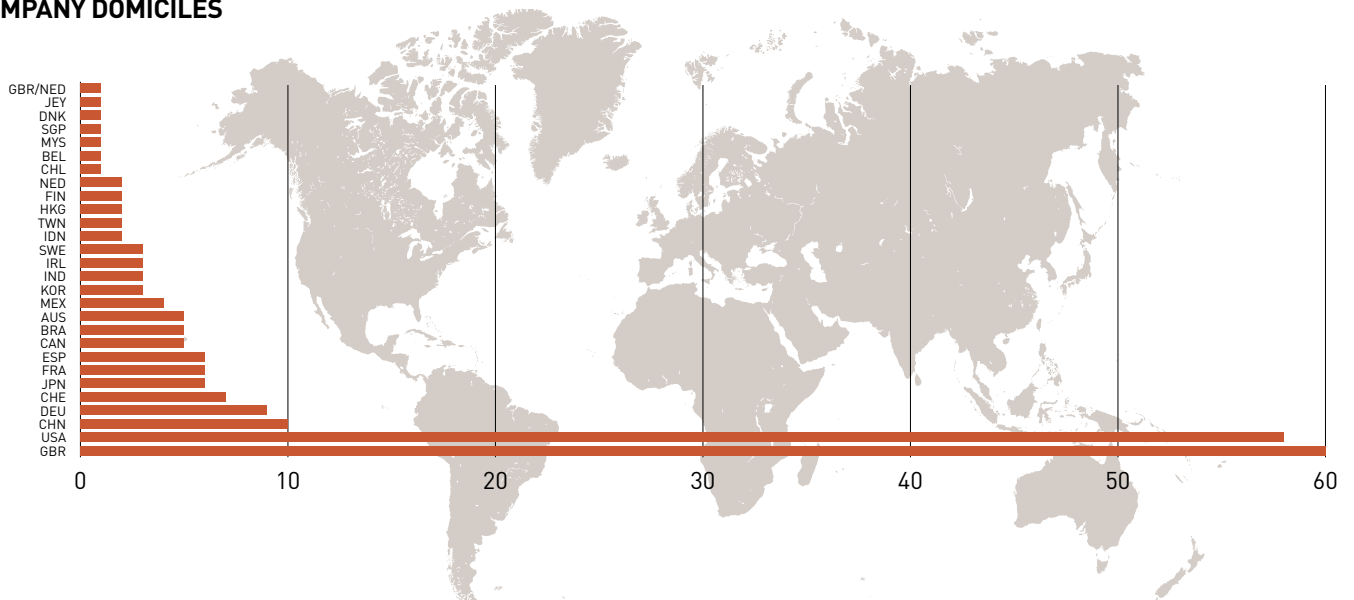 MPANY DOMICILES
GBR/NED
JEY
DNK
SGP
MYS
BEL
CHL
NED
FIN
HKG
TWN
IDN
SWE
IRL
IND
KOR
MEX
AUS
BRA
CAN
ESP
FRA
JPN
CHE
DEU
CHN
USA
GBR
0 10 20 30 40 50 60